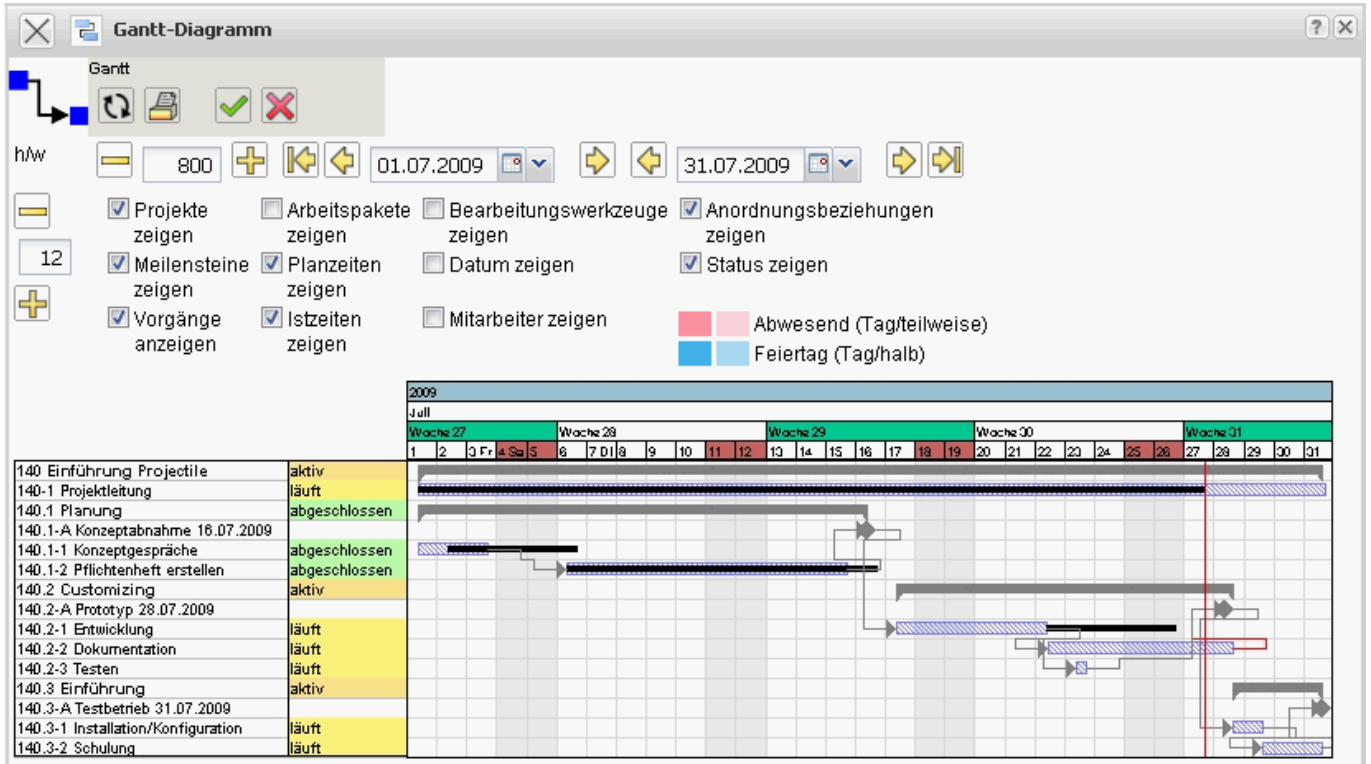 Gantt-Diagramm
?
Gantt
h/w
800
01.07.2009
31.07.2009
12
Projekte zeigen
Arbeitspakete zeigen
Bearbeitungswerkzeuge zeigen
Anordnungsbeziehungen zeigen
Meilensteine zeigen
Planzeiten zeigen
Datum zeigen
Status zeigen
Vorgänge anzeigen
Istzeiten zeigen
Mitarbeiter zeigen
Abwesend (Tag/teilweise)
Feiertag (Tag/halb)
2009
Juli
Woche 27 Woche 28 Woche 29 Woche 30 Woche 31
1 2 3 Fr 4 Sa 5 6 7 Di 8 9 10 11 12 13 14 15 16 17 18 19 20 21 22 23 24 25 26 27 28 29 30 31
140 Einführung Projectile aktiv
140-1 Projektleitung läuft
140.1 Planung abgeschlossen
140.1-A Konzeptabnahme 16.07.2009
140.1-1 Konzeptgespräche abgeschlossen
140.1-2 Pflichtenheft erstellen abgeschlossen
140.2 Customizing aktiv
140.2-A Prototyp 28.07.2009
140.2-1 Entwicklung läuft
140.2-2 Dokumentation läuft
140.2-3 Testen läuft
140.3 Einführung aktiv
140.3-A Testbetrieb 31.07.2009
140.3-1 Installation/Konfiguration läuft
140.3-2 Schulung läuft